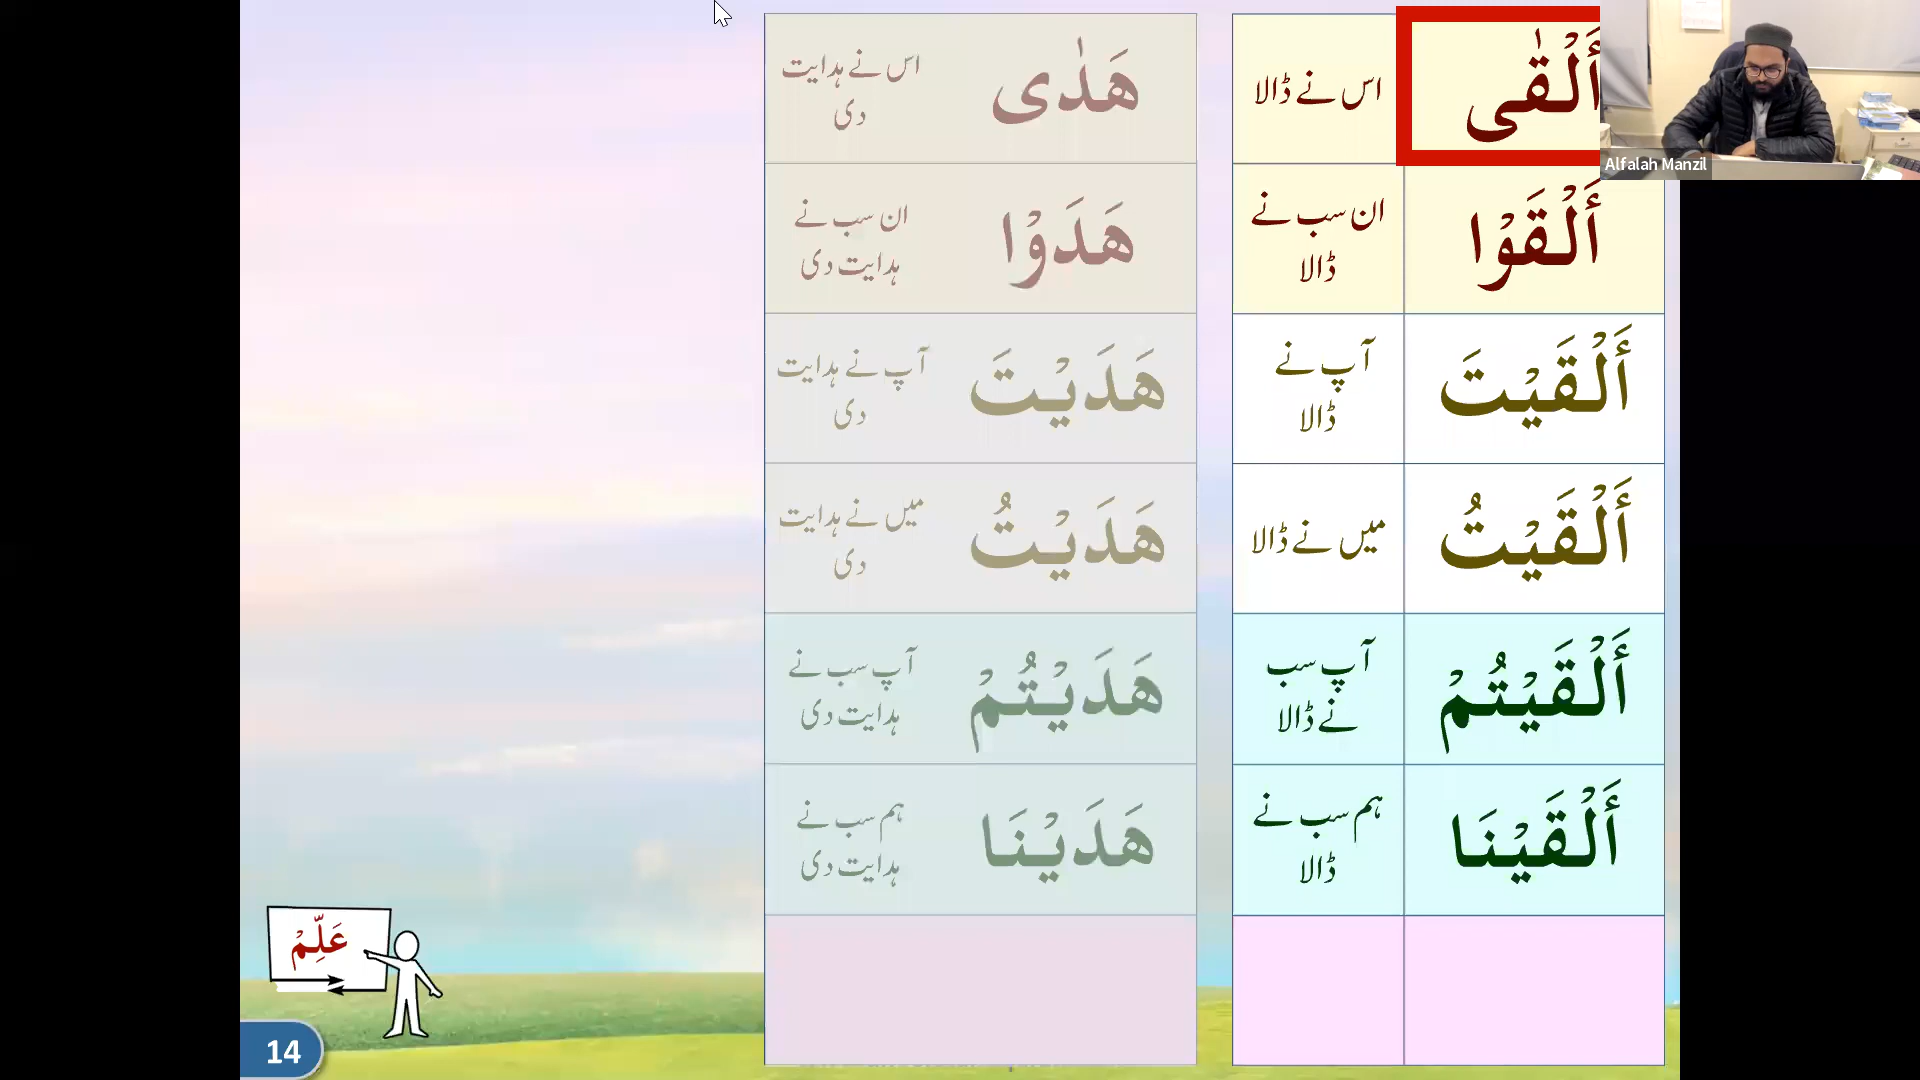 أَلْقٰى
اس نے ڈالا
هَدٰى
اس نے ہدایت
دی
Alfalah Manzil
أَلْقَوْا
ان سب نے
ڈالا
هَدَوْا
ان سب نے
ہدایت دی
أَلْقَيْتَ
آپ نے
ڈالا
هَدَيْتَ
آپ نے ہدایت
دی
أَلْقَيْتُ
میں نے ڈالا
هَدَيْتُ
میں نے ہدایت
دی
أَلْقَيْتُمْ
آپ سب
نے ڈالا
هَدَيْتُمْ
آپ سب نے
ہدایت دی
أَلْقَيْنَا
ہم سب نے
ڈالا
هَدَيْنَا
ہم سب نے
ہدایت دی
عَلِّمْ
14